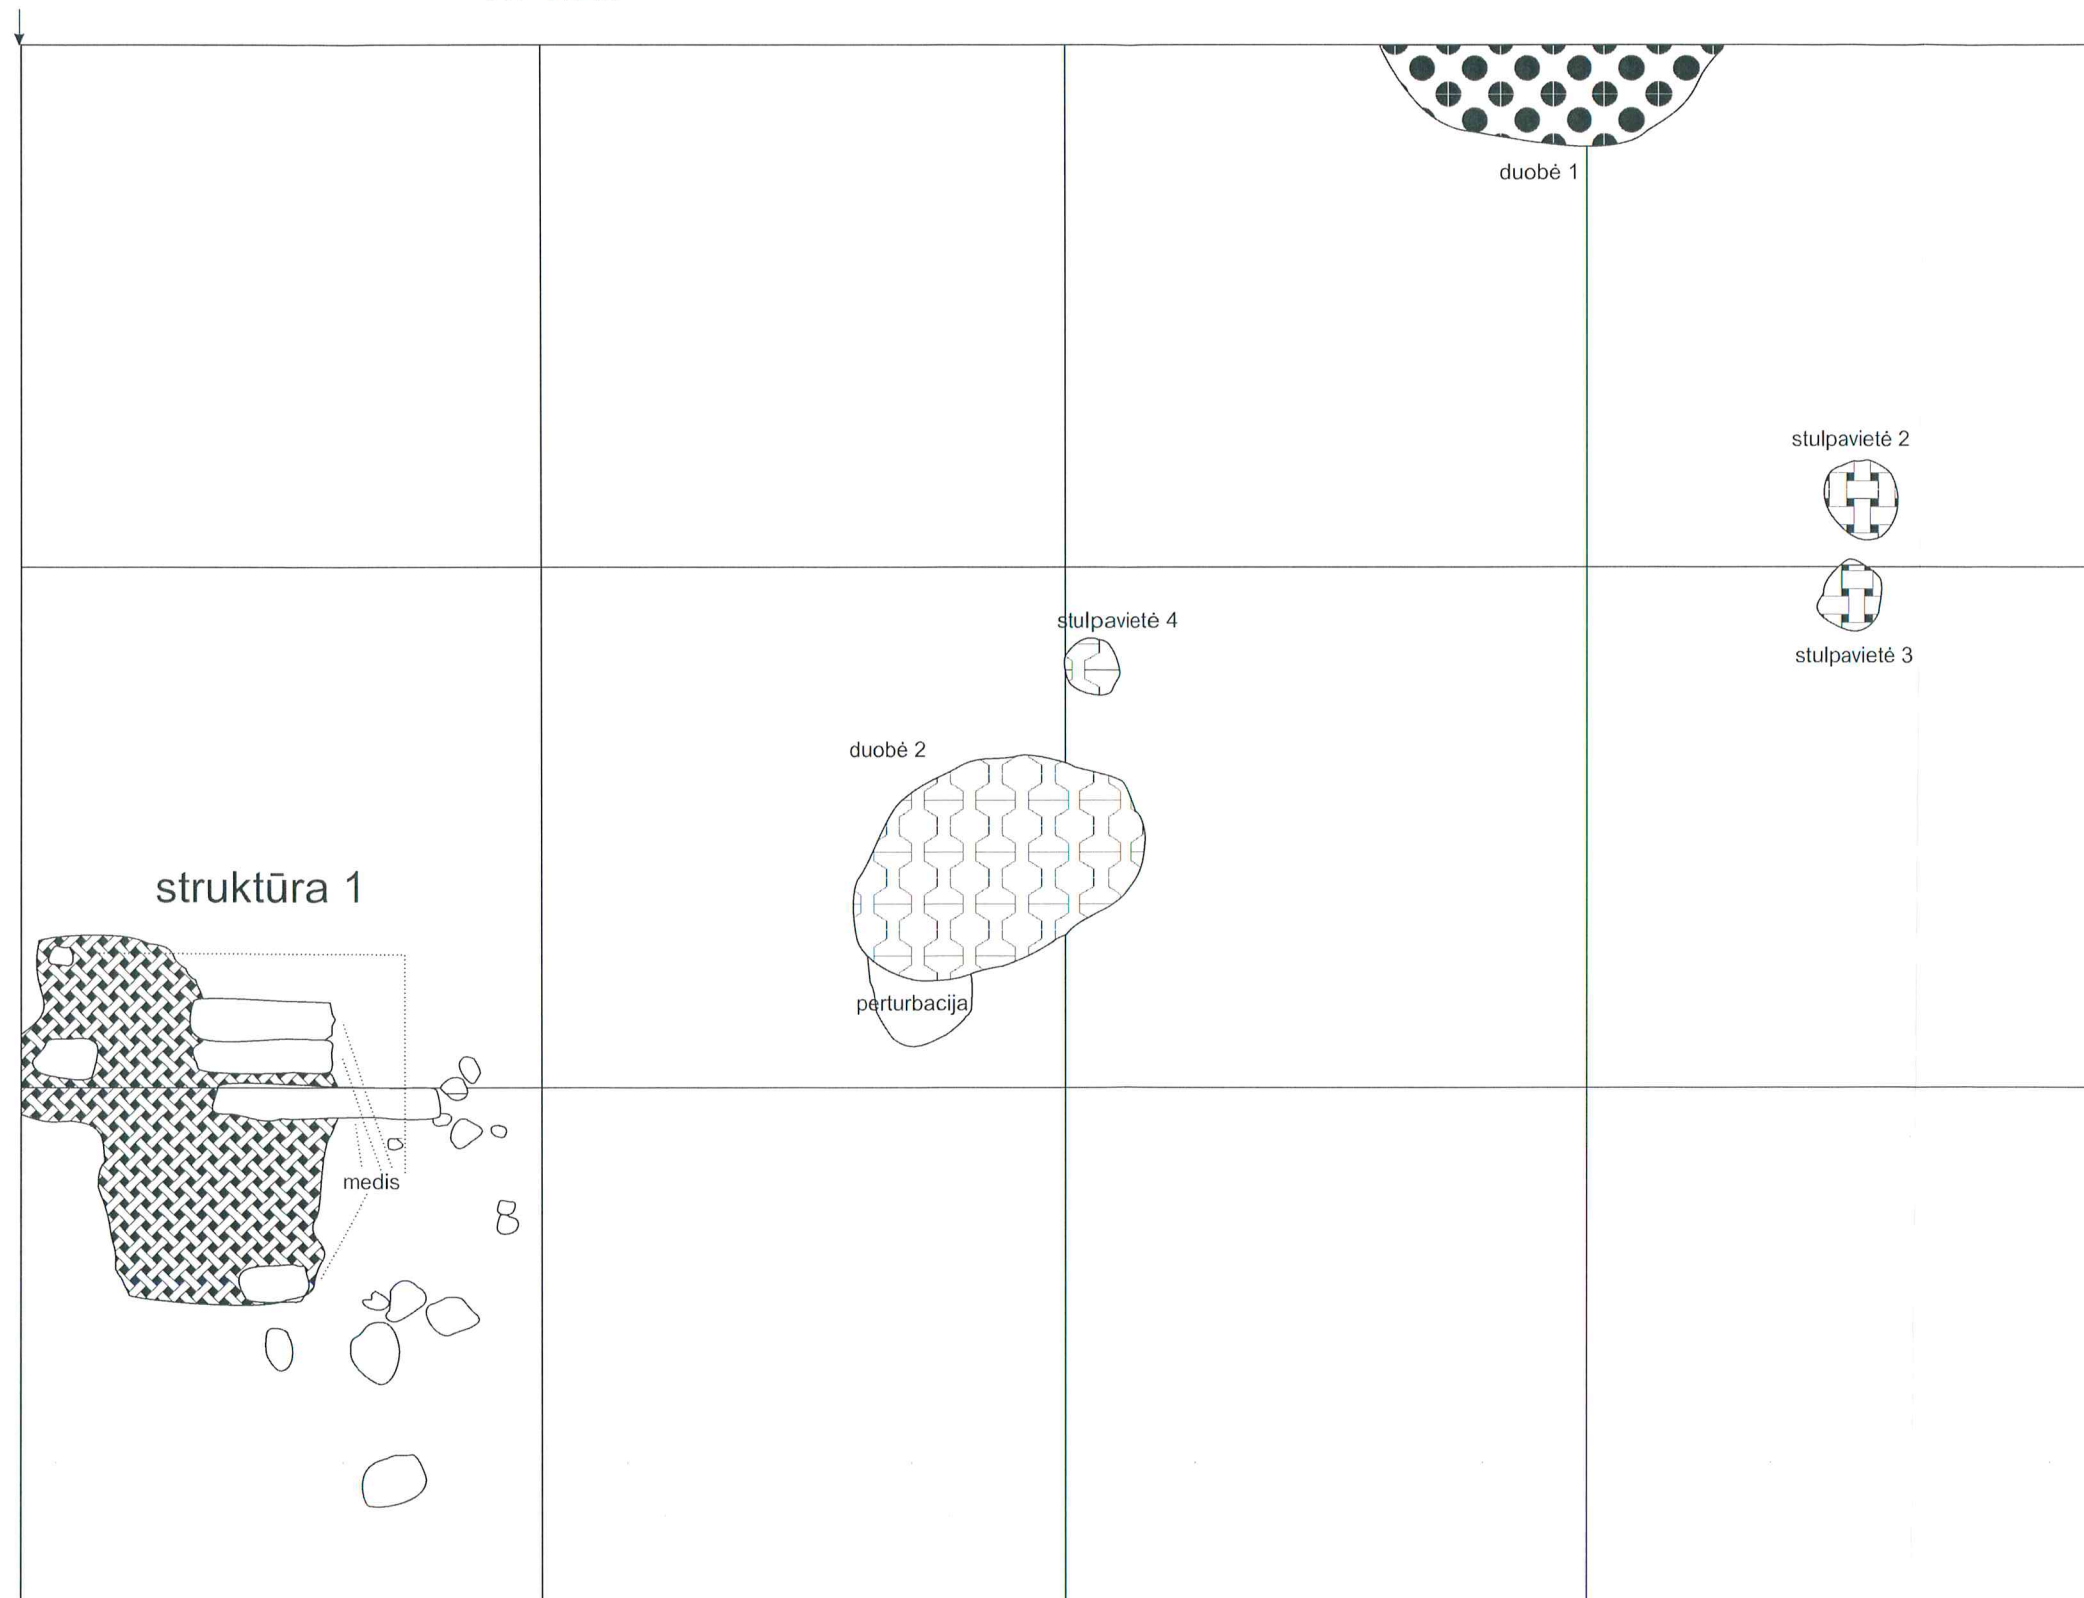 duobė 1
stulpavietė 2
stulpavietė 4
stulpavietė 3
duobė 2
struktūra 1
perturbacija
medis